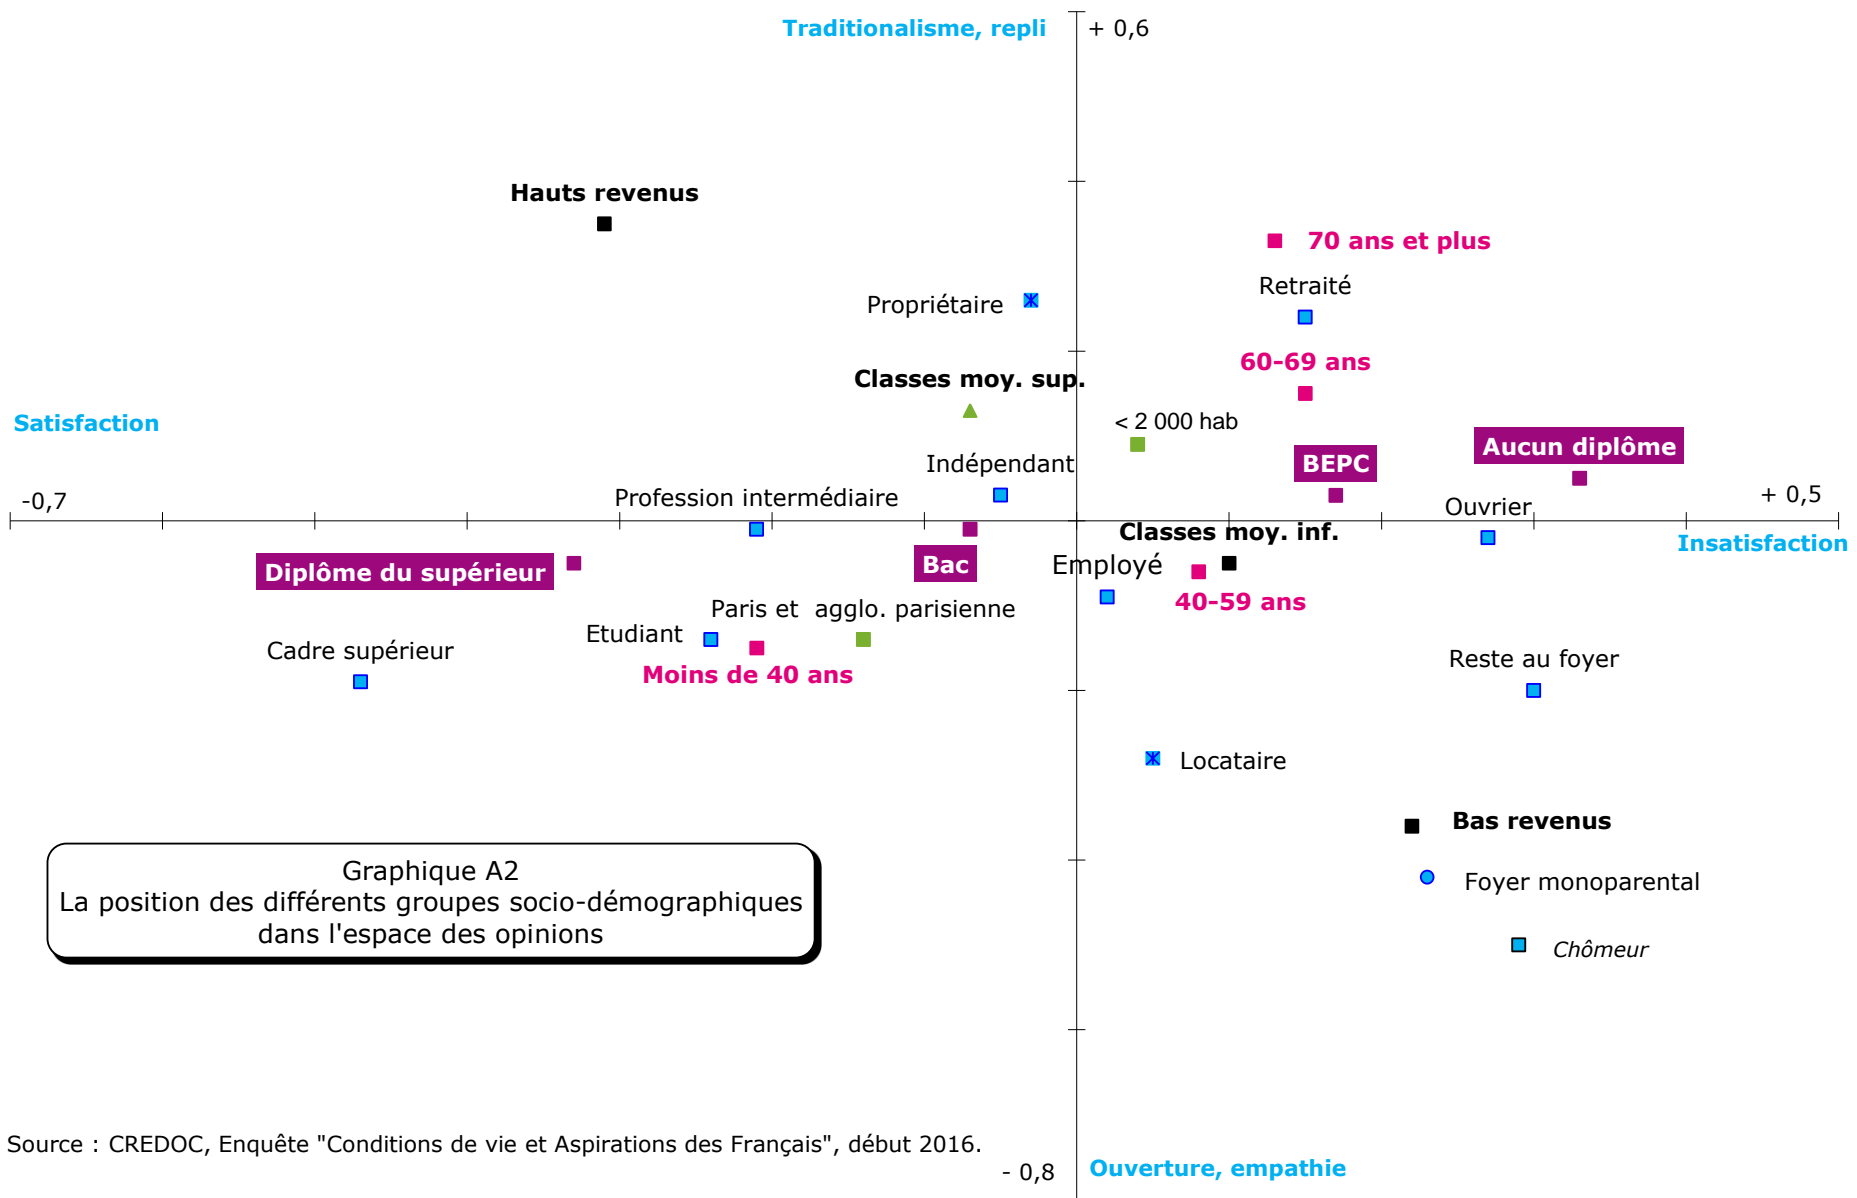 Traditionalisme, repli
+ 0,6
Hauts revenus
70 ans et plus
Retraité
Propriétaire
60-69 ans
Classes moy. sup.
< 2 000 hab
Satisfaction
Aucun diplôme
BEPC
Indépendant
-0,7
Profession intermédiaire
+ 0,5
Ouvrier
Classes moy. inf.
Insatisfaction
Diplôme du supérieur
Bac
Employé
40-59 ans
Paris et  agglo. parisienne
Etudiant
Cadre supérieur
Reste au foyer
Moins de 40 ans
Locataire
Bas revenus
Graphique A2
La position des différents groupes socio-démographiques
dans l'espace des opinions
Foyer monoparental
Chômeur
Source : CREDOC, Enquête "Conditions de vie et Aspirations des Français", début 2016.
- 0,8
Ouverture, empathie